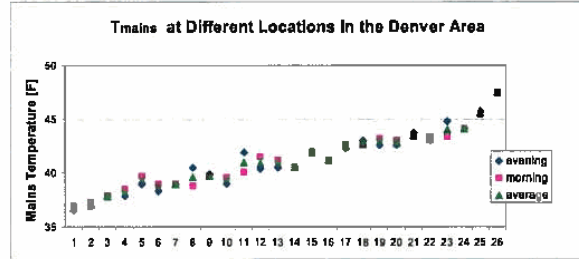 Tmains at Different Locations In the Denver Area
Mains Temperature [F]
50
45
40
35
1 2 3 4 5 6 7 8 9 10 11 12 13 14 15 16 17 18 19 20 21 22 23 24 25 26
evening
morning
average